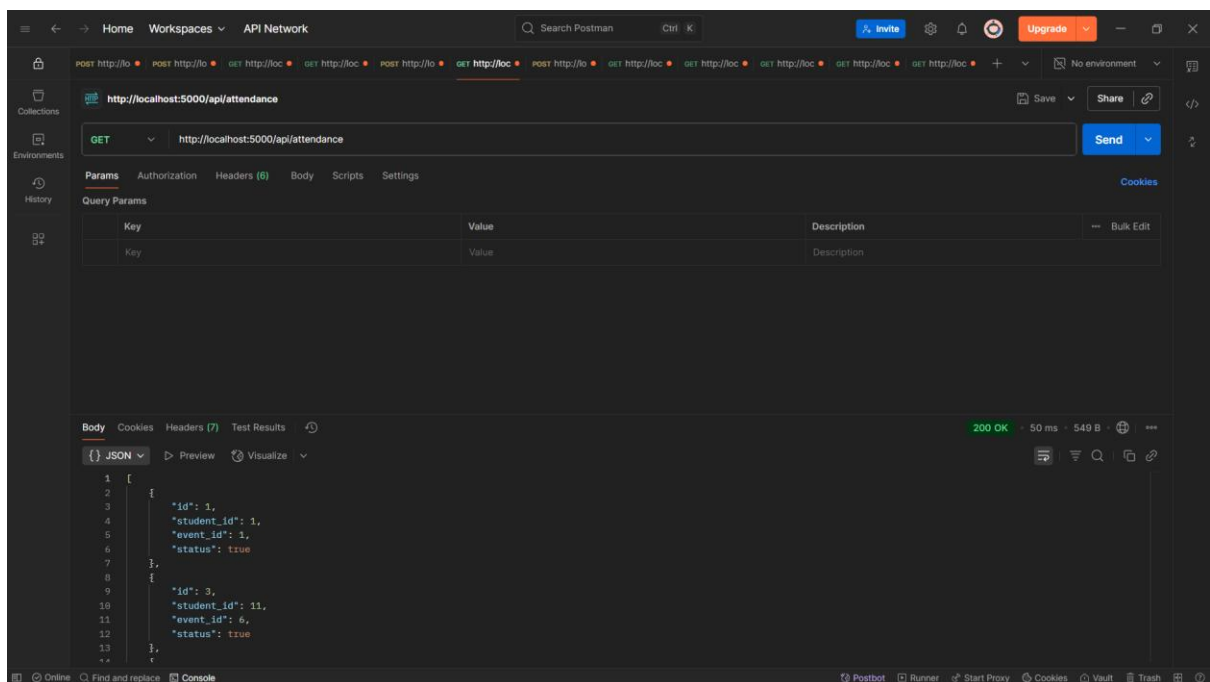 Home Workspaces API Network Search Postman Ctrl K Invite Upgrade
POST http://lo POST http://lo GET http://loc GET http://loc POST http://lo GET http://loc POST http://lo GET http://loc GET http://loc GET http://loc GET http://loc GET http://loc No environment
Collections
Environments
History
http://localhost:5000/api/attendance Save Share
GET http://localhost:5000/api/attendance Send
Params Authorization Headers (6) Body Scripts Settings Cookies
Query Params
Key Value Description Bulk Edit
Key Value Description
Body Cookies Headers (7) Test Results 200 OK 50 ms 549 B
{} JSON Preview Visualize
1 [
2 {
3 "id": 1,
4 "student_id": 1,
5 "event_id": 1,
6 "status": true
7 },
8 {
9 "id": 3,
10 "student_id": 11,
11 "event_id": 6,
12 "status": true
13 },
14 {
Online Find and replace Console Postbot Runner Start Proxy Cookies Vault Trash